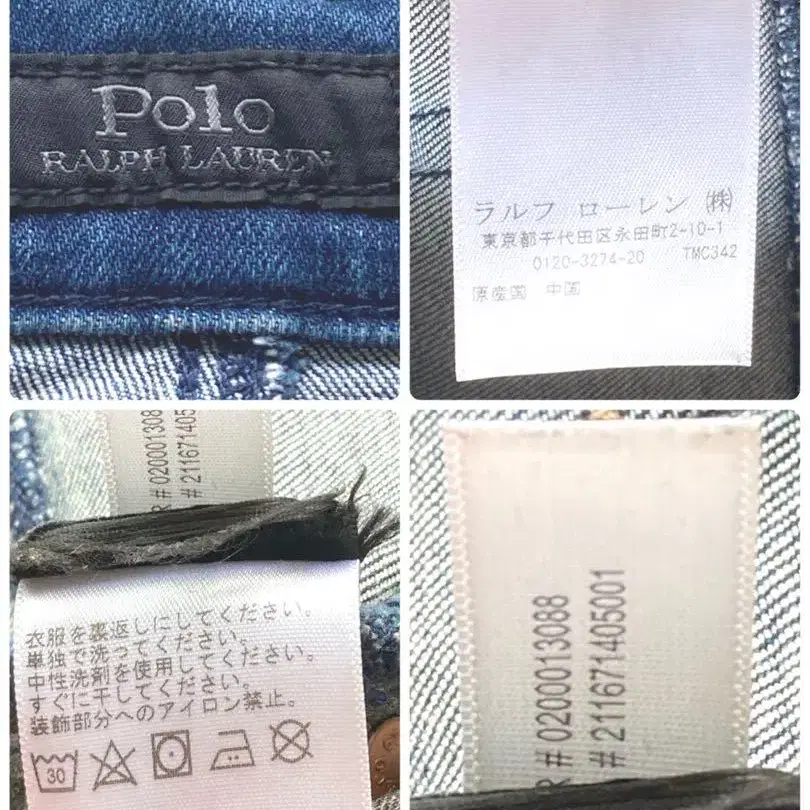 Polo
RALPH LAUREN
ラルフ ローレン ㈱
東京都千代田区永田町2-10-1
0120-3274-20 TMC342
原産国 中国
R# 020001308
# 211671405
衣服を裏返しにしてください。
単独で洗ってください。
中性洗剤を使用してください。
すぐに干してください。
装飾部分へのアイロン禁止。
30
R# 0200013088
# 211671405001